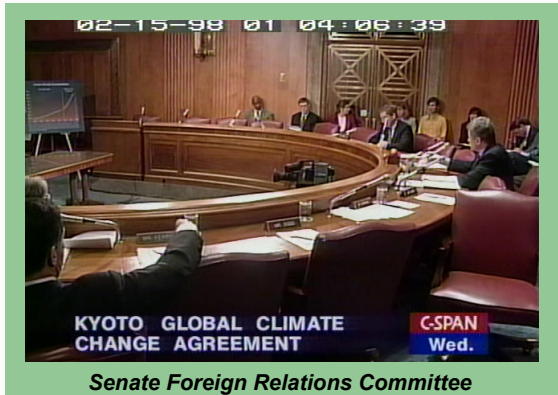 02-15-98 01 04:06:39
KYOTO GLOBAL CLIMATE
CHANGE AGREEMENT
C-SPAN
Wed.
Senate Foreign Relations Committee